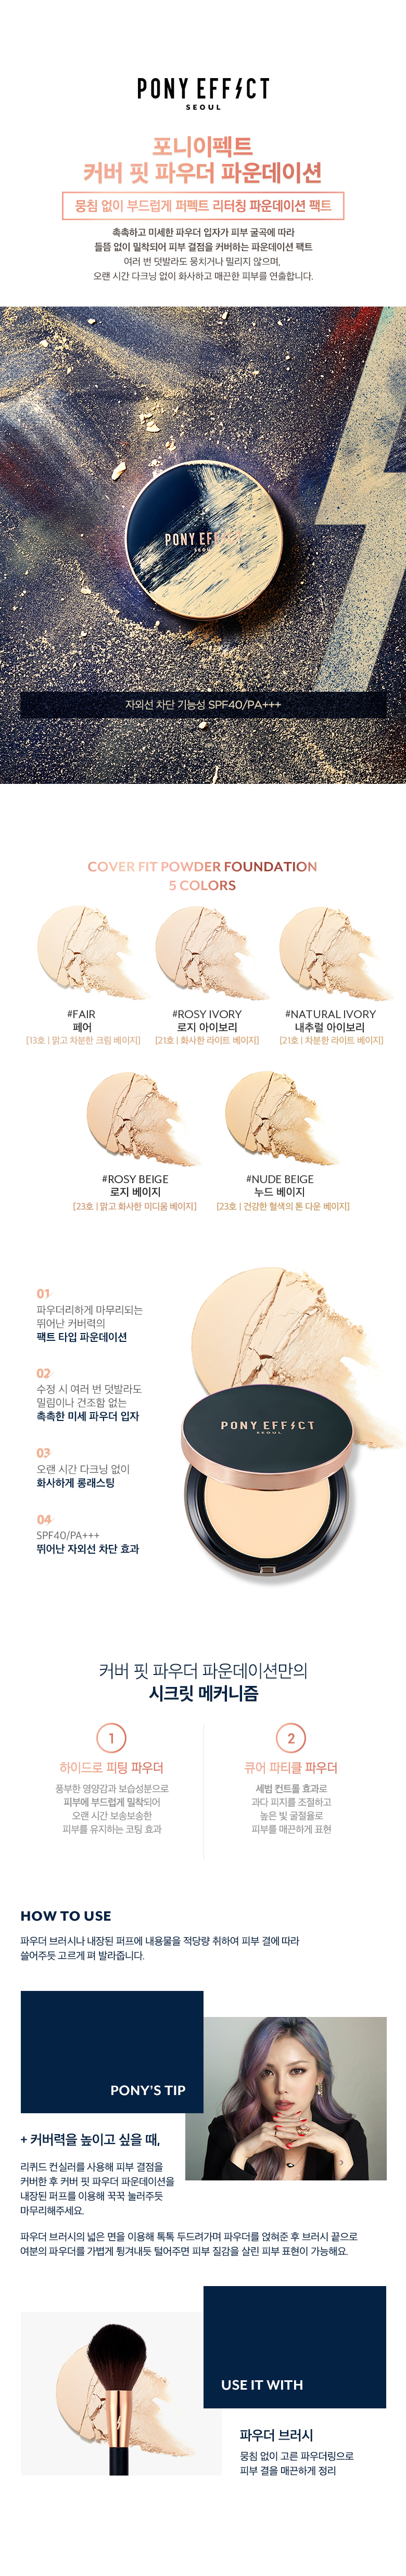 PONY EFFECT
SEOUL
포니이펙트
커버 핏 파우더 파운데이션
뭉침 없이 부드럽게 퍼펙트 리터칭 파운데이션 팩트
촉촉하고 미세한 파우더 입자가 피부 굴곡에 따라
들뜸 없이 밀착되어 피부 결점을 커버하는 파운데이션 팩트
여러 번 덧발라도 뭉치거나 밀리지 않으며,
오랜 시간 다크닝 없이 화사하고 매끈한 피부를 연출합니다.
PONY EFFECT
SEOUL
자외선 차단 기능성 SPF40/PA+++
COVER FIT POWDER FOUNDATION
5 COLORS
#FAIR
페어
[13호 | 맑고 차분한 크림 베이지]
#ROSY IVORY
로지 아이보리
[21호 | 화사한 라이트 베이지]
#NATURAL IVORY
내추럴 아이보리
[21호 | 차분한 라이트 베이지]
#ROSY BEIGE
로지 베이지
[23호 | 맑고 화사한 미디움 베이지]
#NUDE BEIGE
누드 베이지
[23호 | 건강한 혈색의 톤 다운 베이지]
01
파우더리하게 마무리되는
뛰어난 커버력의
팩트 타입 파운데이션
02
수정 시 여러 번 덧발라도
밀림이나 건조함 없는
촉촉한 미세 파우더 입자
03
오랜 시간 다크닝 없이
화사하게 롱래스팅
04
SPF40/PA+++
뛰어난 자외선 차단 효과
PONY EFFECT
SEOUL
커버 핏 파우더 파운데이션만의
시크릿 메커니즘
1
하이드로 피팅 파우더
풍부한 영양감과 보습성분으로
피부에 부드럽게 밀착되어
오랜 시간 보송보송한
피부를 유지하는 코팅 효과
2
큐어 파티클 파우더
세범 컨트롤 효과로
과다 피지를 조절하고
높은 빛 굴절율로
피부를 매끈하게 표현
HOW TO USE
파우더 브러시나 내장된 퍼프에 내용물을 적당량 취하여 피부 결에 따라
쓸어주듯 고르게 펴 발라줍니다.
PONY'S TIP
+ 커버력을 높이고 싶을 때,
리퀴드 컨실러를 사용해 피부 결점을
커버한 후 커버 핏 파우더 파운데이션을
내장된 퍼프를 이용해 꾹꾹 눌러주듯
마무리해주세요.
파우더 브러시의 넓은 면을 이용해 톡톡 두드려가며 파우더를 얹혀준 후 브러시 끝으로
여분의 파우더를 가볍게 튕겨내듯 털어주면 피부 질감을 살린 피부 표현이 가능해요.
USE IT WITH
파우더 브러시
뭉침 없이 고른 파우더링으로
피부 결을 매끈하게 정리